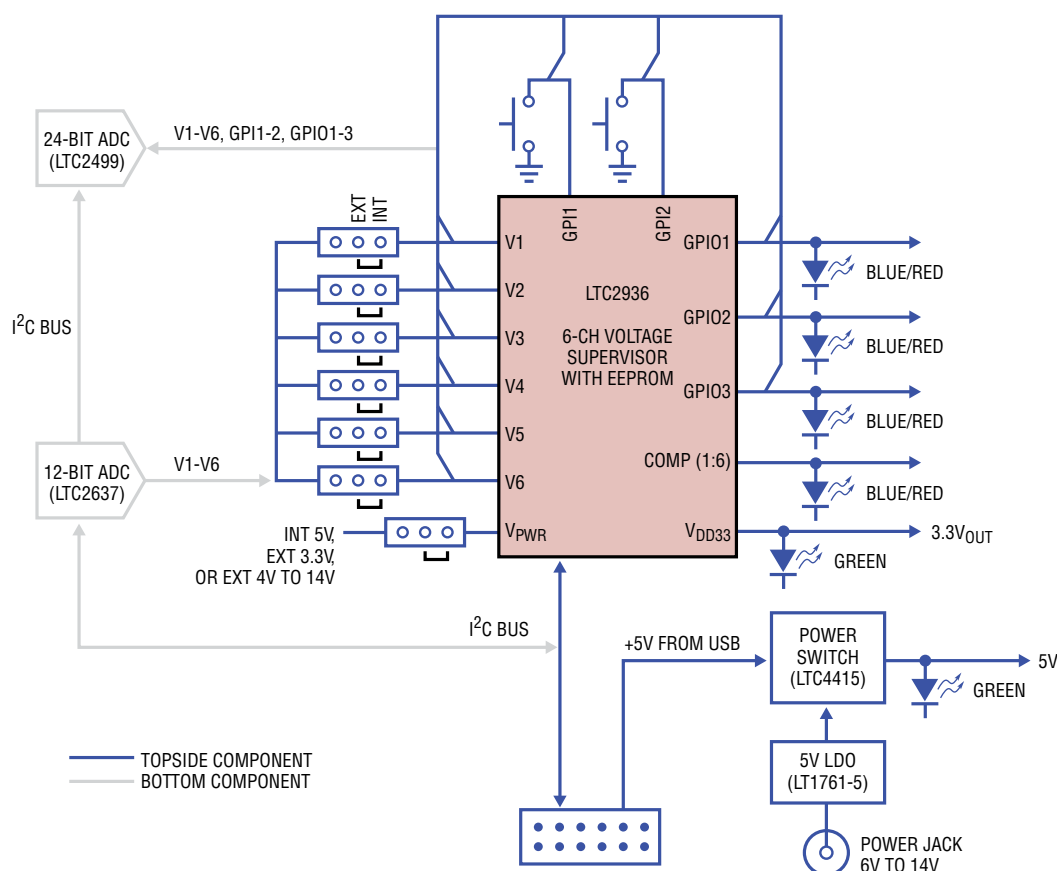 24-BIT ADC
(LTC2499)
V1-V6, GPI1-2, GPIO1-3
EXT
INT
GPI1
GPI2
V1
V2
V3
V4
V5
V6
VPWR
LTC2936
6-CH VOLTAGE
SUPERVISOR
WITH EEPROM
GPIO1
GPIO2
GPIO3
COMP (1:6)
VDD33
BLUE/RED
BLUE/RED
BLUE/RED
BLUE/RED
3.3VOUT
GREEN
I2C BUS
12-BIT ADC
(LTC2637)
V1-V6
INT 5V,
EXT 3.3V,
OR EXT 4V TO 14V
I2C BUS
+5V FROM USB
POWER
SWITCH
(LTC4415)
5V
GREEN
5V LDO
(LT1761-5)
POWER JACK
6V TO 14V
TOPSIDE COMPONENT
BOTTOM COMPONENT